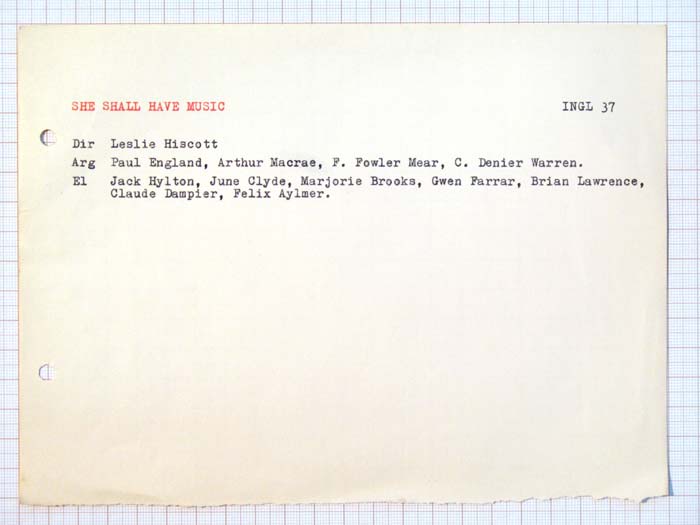 SHE SHALL HAVE MUSIC INGL 37
Dir Leslie Hiscott
Arg Paul England, Arthur Macrae, F. Fowler Mear, C. Denier Warren.
El Jack Hylton, June Clyde, Marjorie Brooks, Gwen Farrar, Brian Lawrence,
Claude Dampier, Felix Aylmer.